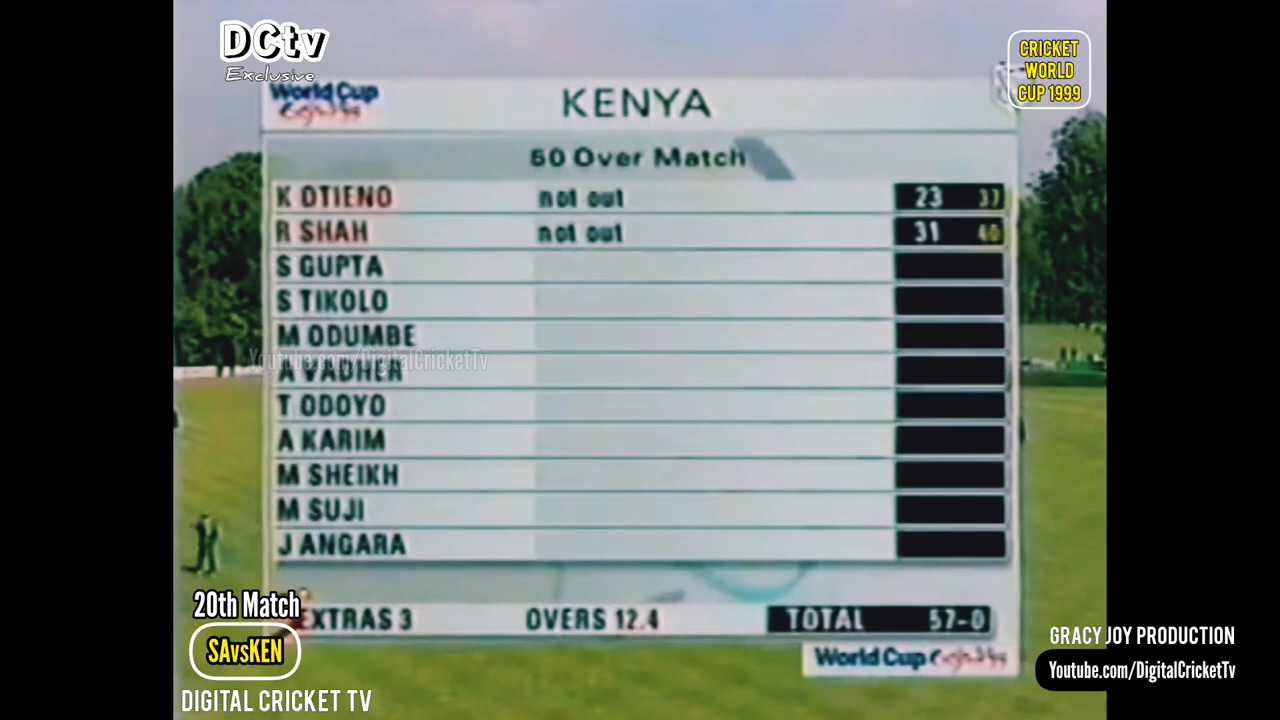 DCtv
Exclusive
CRICKET
WORLD
CUP 1999
World Cup
KENYA
50 Over Match
K OTIENO not out 23 37
R SHAH not out 31 40
S GUPTA
S TIKOLO
M ODUMBE
Youtube.com/DigitalCricketTv
A VADHER
T ODOYO
A KARIM
M SHEIKH
M SUJI
J ANGARA
EXTRAS 3 OVERS 12.4 TOTAL 57-0
World Cup
20th Match
SAvsKEN
DIGITAL CRICKET TV
GRACY JOY PRODUCTION
Youtube.com/DigitalCricketTv